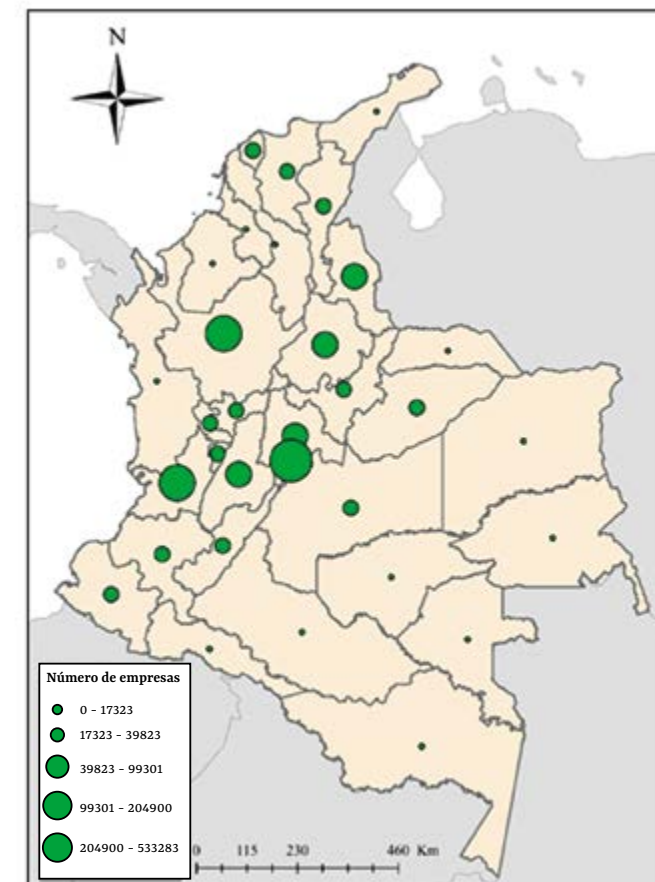 N
Número de empresas
0 - 17323
17323 - 39823
39823 - 99301
99301 - 204900
204900 - 533283
0 115 230 460 Km